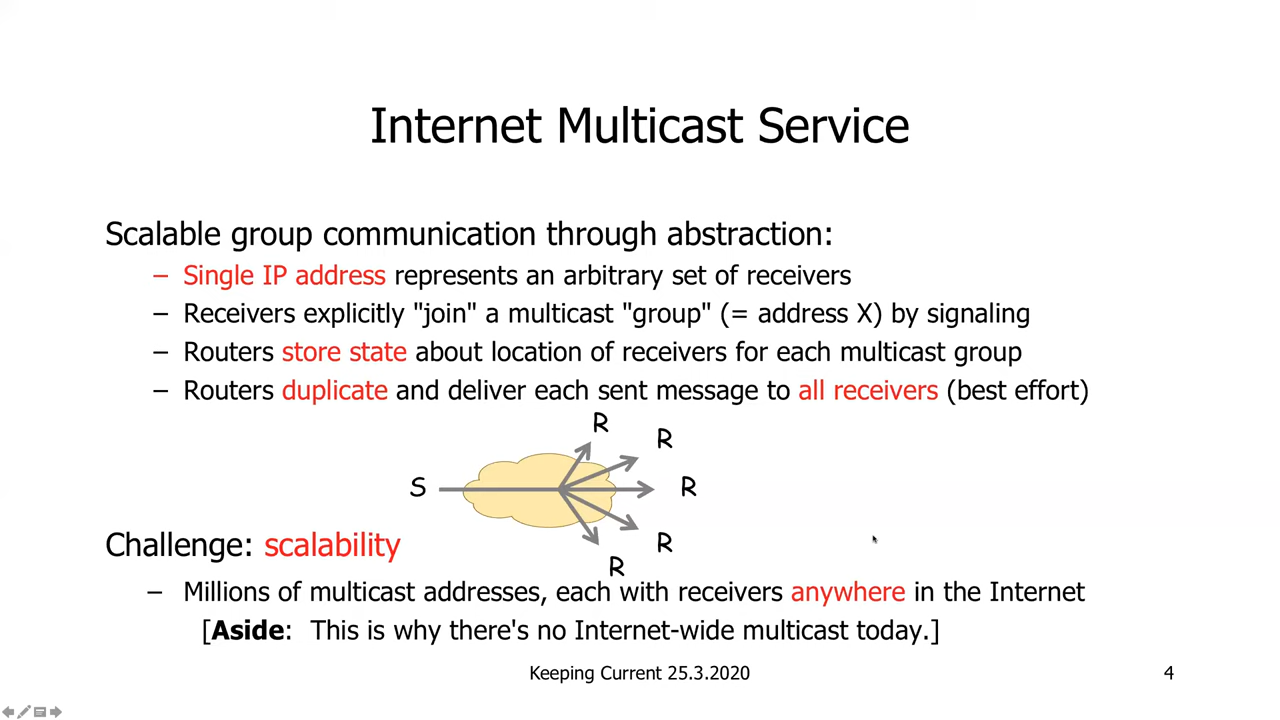 Internet Multicast Service
Scalable group communication through abstraction:
– Single IP address represents an arbitrary set of receivers
– Receivers explicitly "join" a multicast "group" (= address X) by signaling
– Routers store state about location of receivers for each multicast group
– Routers duplicate and deliver each sent message to all receivers (best effort)
R
R
S
R
R
R
Challenge: scalability
– Millions of multicast addresses, each with receivers anywhere in the Internet
[Aside: This is why there's no Internet-wide multicast today.]
Keeping Current 25.3.2020
4